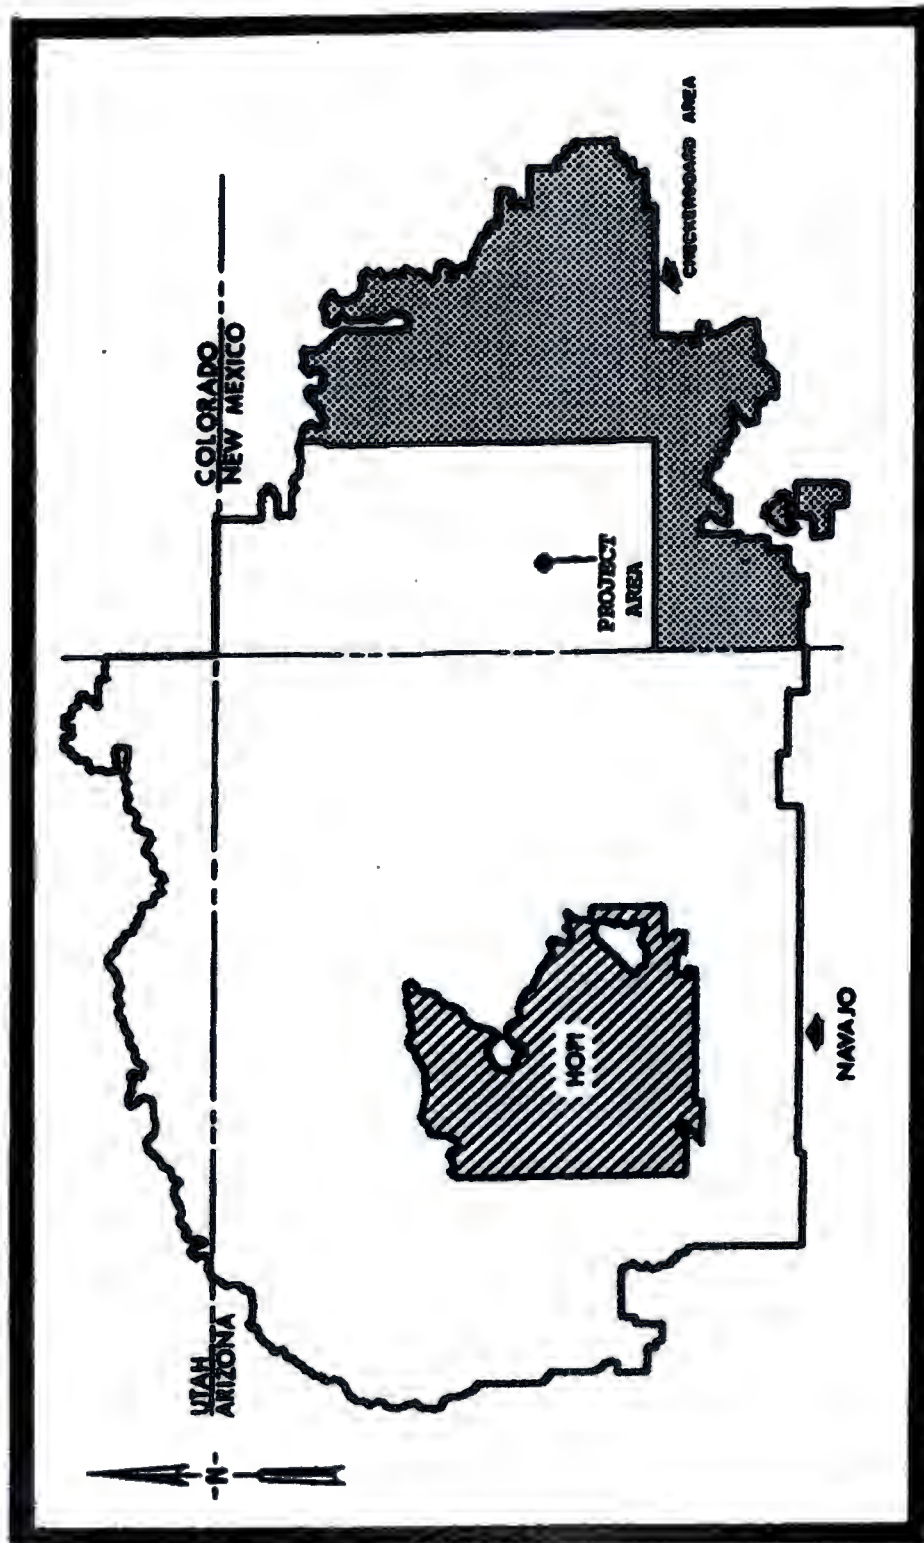 COLORADO
NEW MEXICO
CHECKERBOARD AREA
PROJECT
AREA
HOPI
NAVAJO
UTAH
ARIZONA
N